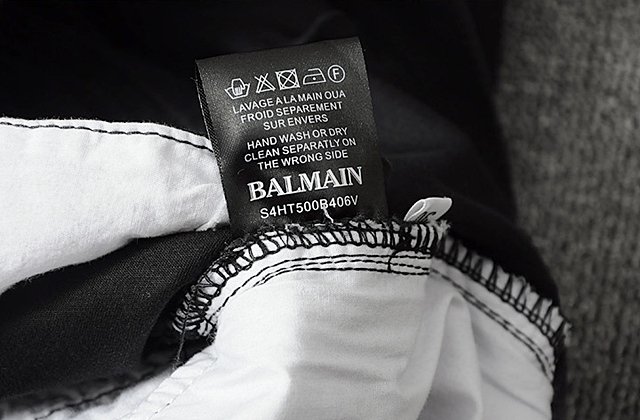 F
LAVAGE A LA MAIN OUA
FROID SEPAREMENT
SUR ENVERS
HAND WASH OR DRY
CLEAN SEPARATLY ON
THE WRONG SIDE
BALMAIN
S4HT500B406V